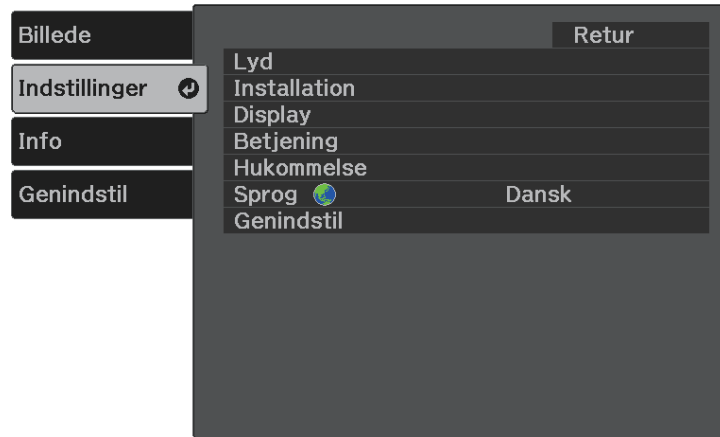 Billede
Indstillinger
Info
Genindstil
Retur
Lyd
Installation
Display
Betjening
Hukommelse
Sprog Dansk
Genindstil